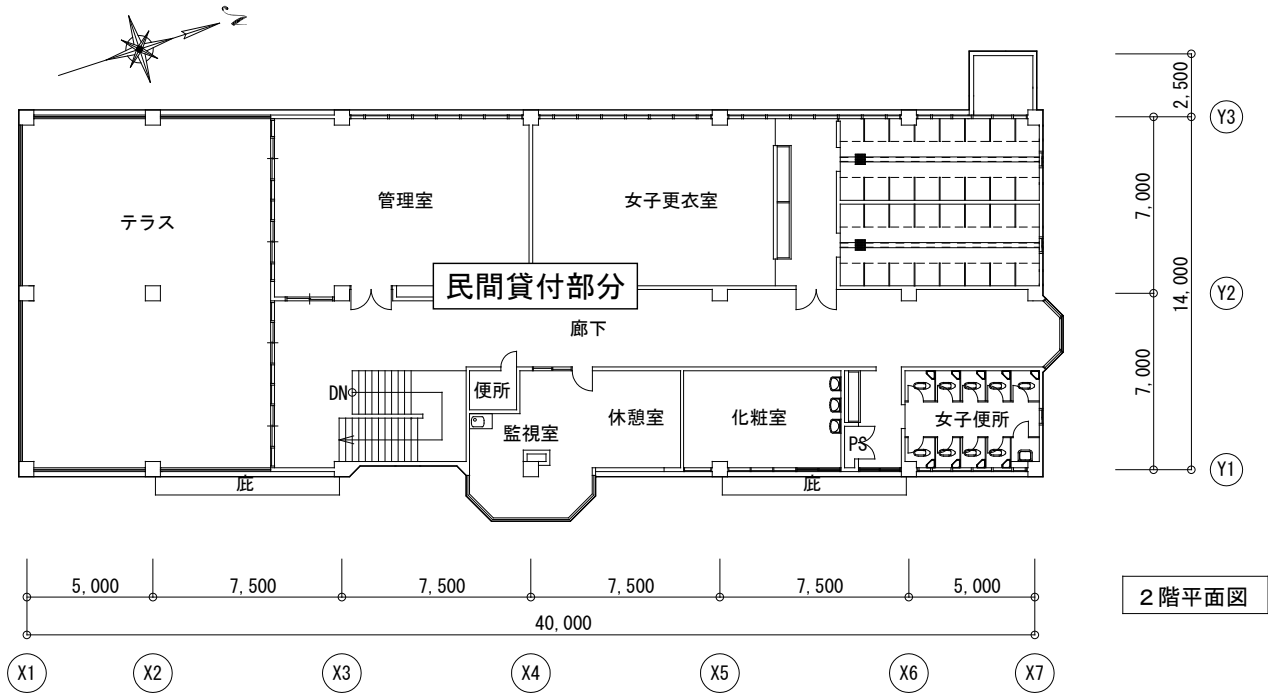 2,500
Y3
テラス
管理室
女子更衣室
7,000
民間貸付部分
14,000
Y2
廊下
DN
便所
監視室
休憩室
化粧室
PS
女子便所
7,000
Y1
庇
庇
5,000
7,500
7,500
7,500
7,500
5,000
40,000
2階平面図
X1
X2
X3
X4
X5
X6
X7